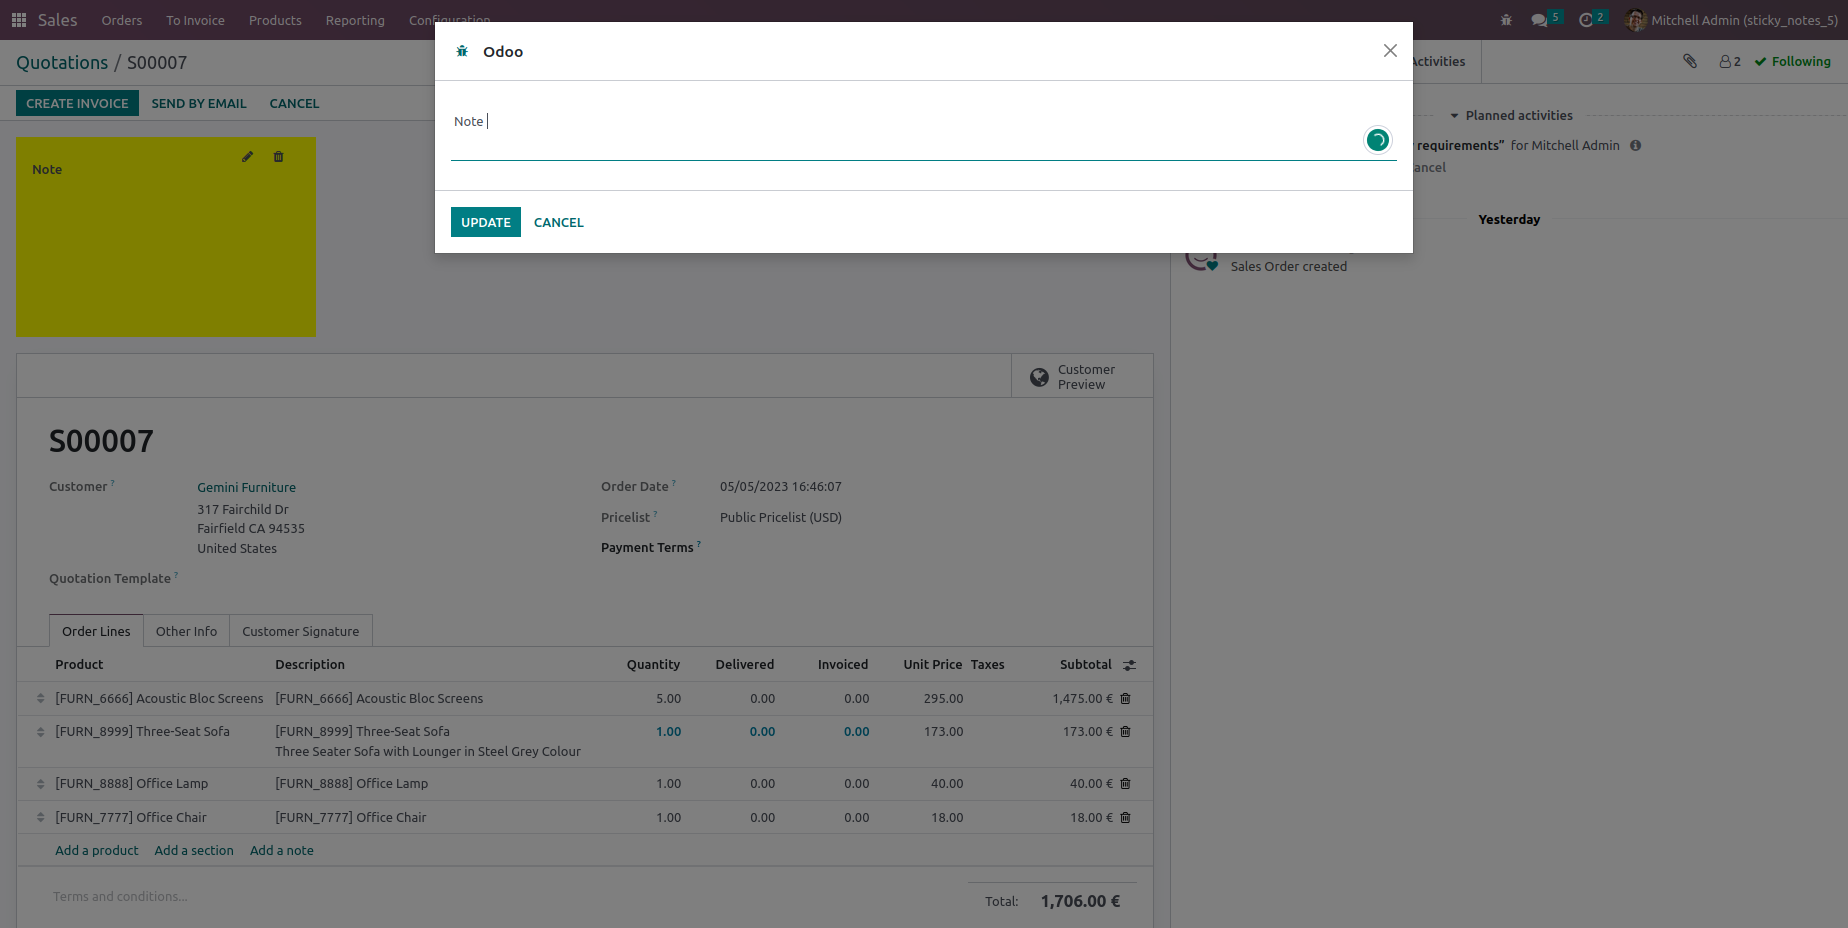 Sales Orders To Invoice Products Reporting Configuration 5 2 Mitchell Admin (sticky_notes_5)
Odoo
Note
UPDATE CANCEL
Quotations / S00007
Activities 2 Following
CREATE INVOICE SEND BY EMAIL CANCEL
Planned activities
requirements” for Mitchell Admin
Yesterday
Sales Order created
Note
Customer
Preview
S00007
Customer ? Gemini Furniture
317 Fairchild Dr
Fairfield CA 94535
United States
Quotation Template ?
Order Date ? 05/05/2023 16:46:07
Pricelist ? Public Pricelist (USD)
Payment Terms ?
Order Lines Other Info Customer Signature
Product Description Quantity Delivered Invoiced Unit Price Taxes Subtotal
[FURN_6666] Acoustic Bloc Screens [FURN_6666] Acoustic Bloc Screens 5.00 0.00 0.00 295.00 1,475.00 €
[FURN_8999] Three-Seat Sofa [FURN_8999] Three-Seat Sofa 1.00 0.00 0.00 173.00 173.00 €
Three Seater Sofa with Lounger in Steel Grey Colour
[FURN_8888] Office Lamp [FURN_8888] Office Lamp 1.00 0.00 0.00 40.00 40.00 €
[FURN_7777] Office Chair [FURN_7777] Office Chair 1.00 0.00 0.00 18.00 18.00 €
Add a product Add a section Add a note
Terms and conditions...
Total: 1,706.00 €